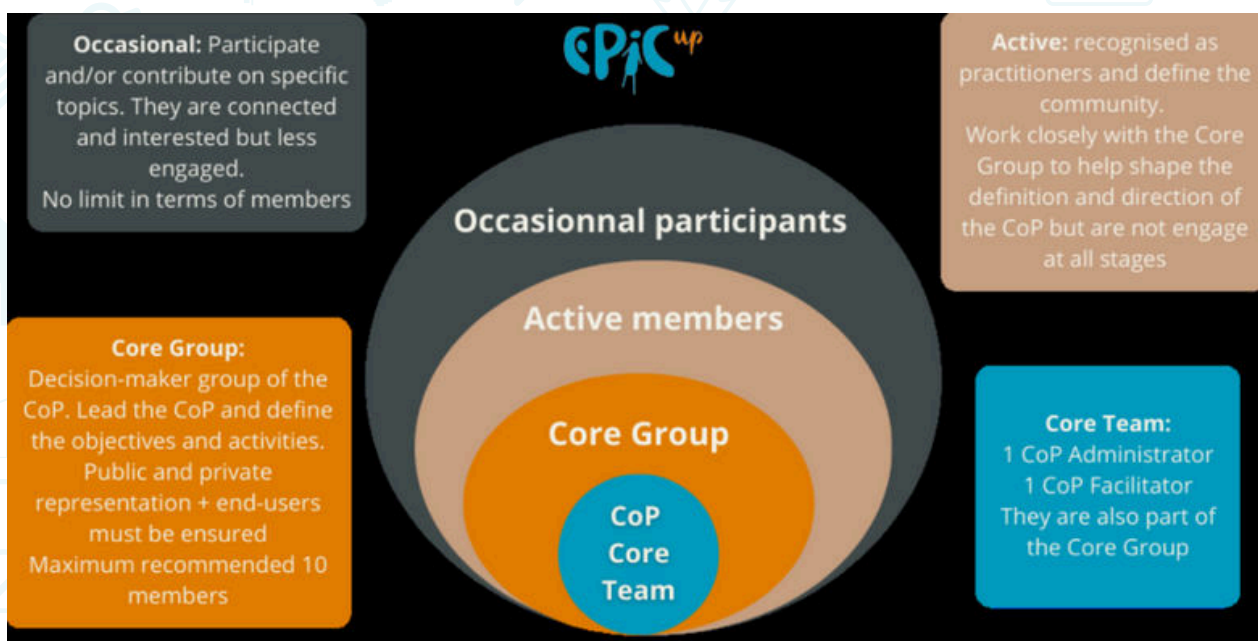 Occasional: Participate
and/or contribute on specific
topics. They are connected
and interested but less
engaged.
No limit in terms of members
EPiC up
Active: recognised as
practitioners and define the
community.
Work closely with the Core
Group to help shape the
definition and direction of
the CoP but are not engage
at all stages
Occasionnal participants
Active members
Core Group
CoP
Core
Team
Core Group:
Decision-maker group of the
CoP. Lead the CoP and define
the objectives and activities.
Public and private
representation + end-users
must be ensured
Maximum recommended 10
members
Core Team:
1 CoP Administrator
1 CoP Facilitator
They are also part of
the Core Group